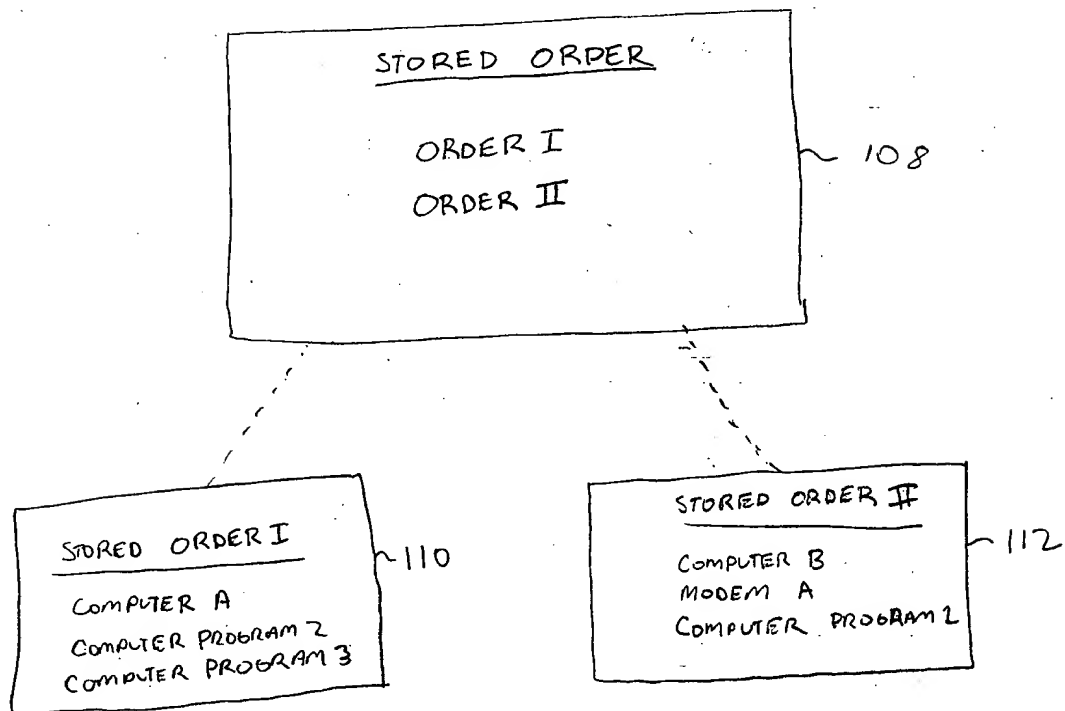 STORED ORDER
ORDER I
ORDER II
108
STORED ORDER I
COMPUTER A
COMPUTER PROGRAM 2
COMPUTER PROGRAM 3
110
STORED ORDER II
COMPUTER B
MODEM A
COMPUTER PROGRAM 2
112